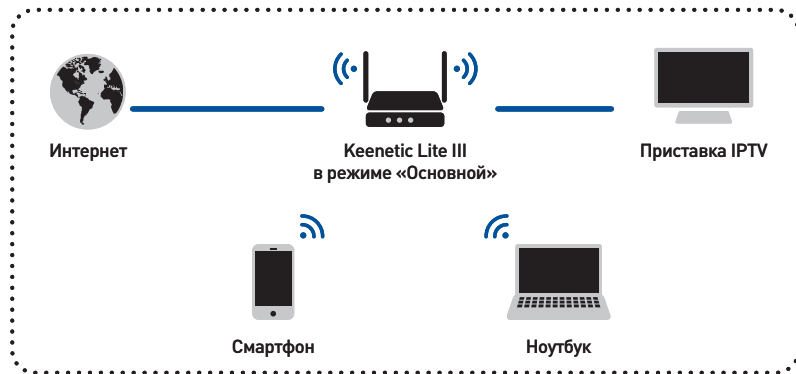 Интернет
Keenetic Lite III
в режиме «Основной»
Приставка IPTV
Смартфон
Ноутбук